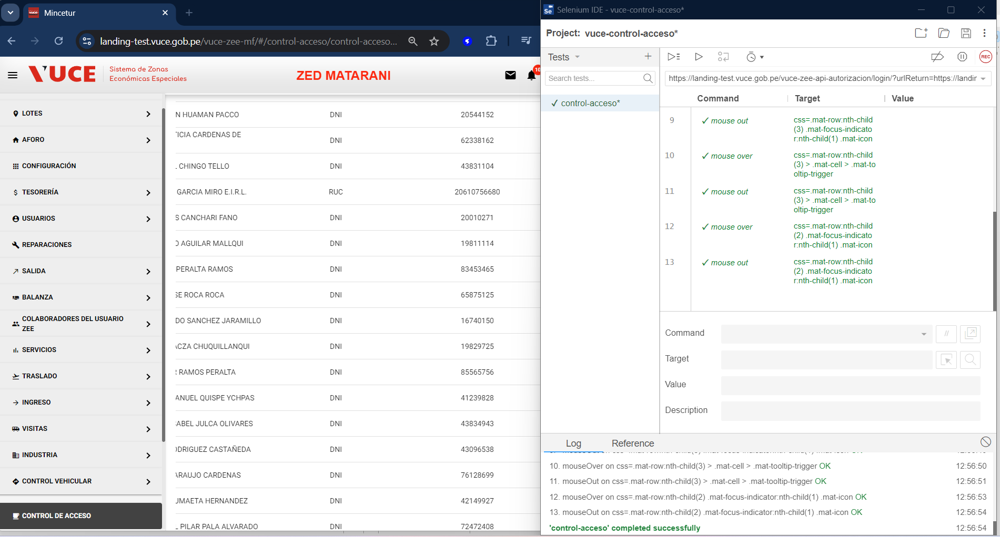 Mincetur
landing-test.vuce.gob.pe/vuce-zee-mf/#/control-acceso/control-acceso...
VUCE
Sistema de Zonas
Económicas Especiales
ZED MATARANI
10
LOTES
AFORO
CONFIGURACIÓN
TESORERÍA
USUARIOS
REPARACIONES
SALIDA
BALANZA
COLABORADORES DEL USUARIO
ZEE
SERVICIOS
TRASLADO
INGRESO
VISITAS
INDUSTRIA
CONTROL VEHICULAR
CONTROL DE ACCESO
N HUAMAN PACCO DNI 20544152
TICIA CARDENAS DE
DNI 62338162
L CHINGO TELLO DNI 43831104
GARCIA MIRO E.I.R.L. RUC 20610756680
S CANCHARI FANO DNI 20010271
O AGUILAR MALLQUI DNI 19811114
PERALTA RAMOS DNI 83453465
SE ROCA ROCA DNI 65875125
DO SANCHEZ JARAMILLO DNI 16740150
ACZA CHUQUILLANQUI DNI 19829725
R RAMOS PERALTA DNI 85565756
ANUEL QUISPE YCHPAS DNI 41239828
ABEL JULCA OLIVARES DNI 43834943
ODRIGUEZ CASTAÑEDA DNI 43096538
ARAUJO CARDENAS DNI 76128699
UMAETA HERNANDEZ DNI 42149927
L PILAR PALA ALVARADO DNI 72472408
Se Selenium IDE - vuce-control-acceso*
Project: vuce-control-acceso*
Tests
REC
Search tests...
https://landing-test.vuce.gob.pe/vuce-zee-api-autorizacion/login/?urlReturn=https://landir
✓ control-acceso*
Command Target Value
9 ✓ mouse out css=.mat-row:nth-child
(3) .mat-focus-indicato
r:nth-child(1) .mat-icon
10 ✓ mouse over css=.mat-row:nth-child
(3) > .mat-cell > .mat-to
oltip-trigger
11 ✓ mouse out css=.mat-row:nth-child
(3) > .mat-cell > .mat-to
oltip-trigger
12 ✓ mouse over css=.mat-row:nth-child
(2) .mat-focus-indicato
r:nth-child(1) .mat-icon
13 ✓ mouse out css=.mat-row:nth-child
(2) .mat-focus-indicato
r:nth-child(1) .mat-icon
Command //
Target
Value
Description
Log Reference
10. mouseOver on css=.mat-row:nth-child(3) > .mat-cell > .mat-tooltip-trigger OK 12:56:50
11. mouseOut on css=.mat-row:nth-child(3) > .mat-cell > .mat-tooltip-trigger OK 12:56:51
12. mouseOver on css=.mat-row:nth-child(2) .mat-focus-indicator:nth-child(1) .mat-icon OK 12:56:53
13. mouseOut on css=.mat-row:nth-child(2) .mat-focus-indicator:nth-child(1) .mat-icon OK 12:56:54
'control-acceso' completed successfully 12:56:54